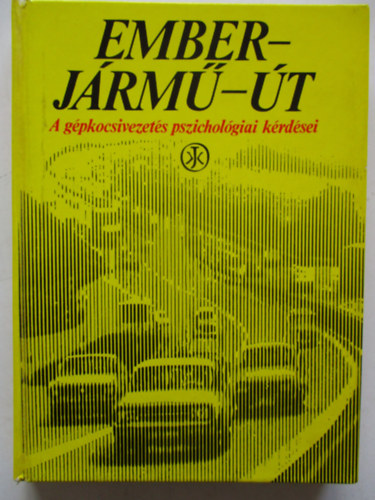 EMBER–
JÁRMŰ–ÚT
A gépkocsivezetés pszichológiai kérdései